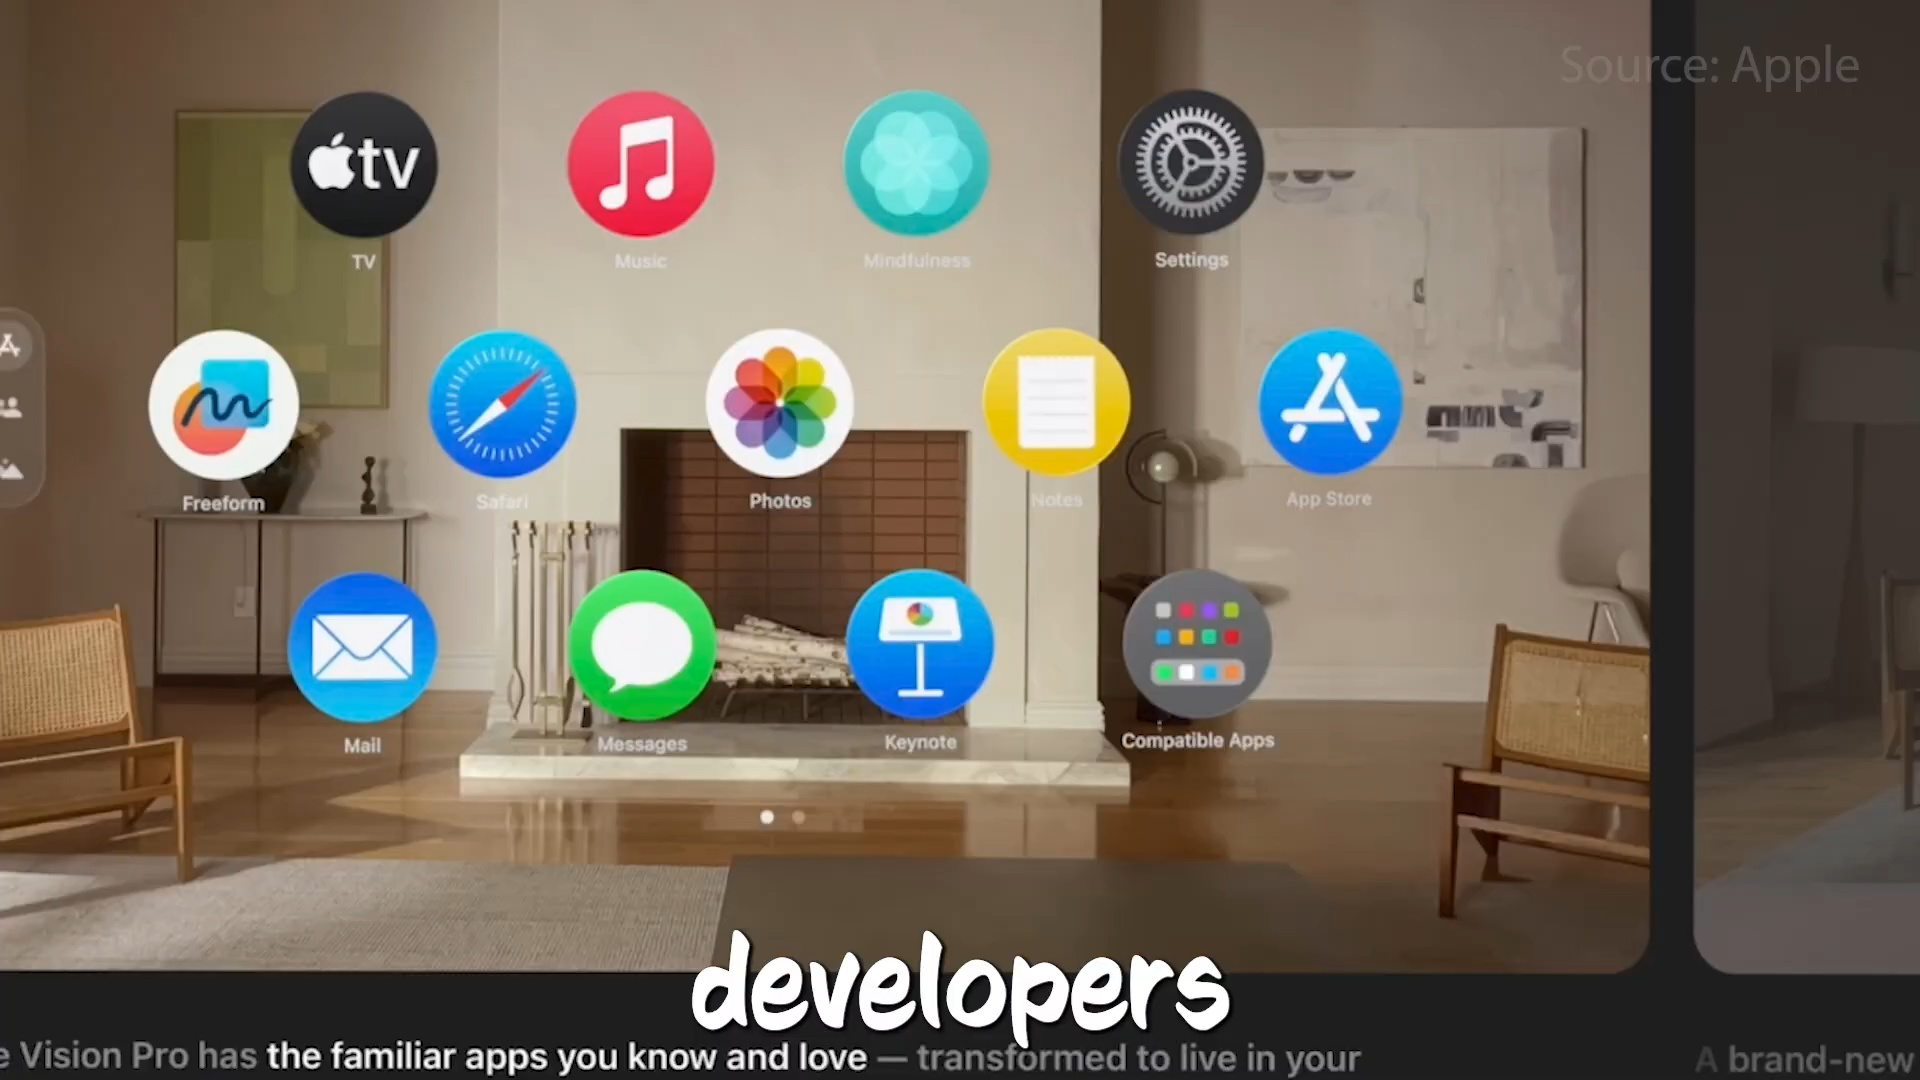 Source: Apple
tv
TV
Music
Mindfulness
Settings
Freeform
Safari
Photos
Notes
App Store
Mail
Messages
Keynote
Compatible Apps
developers
Vision Pro has the familiar apps you know and love — transformed to live in your
A brand-new